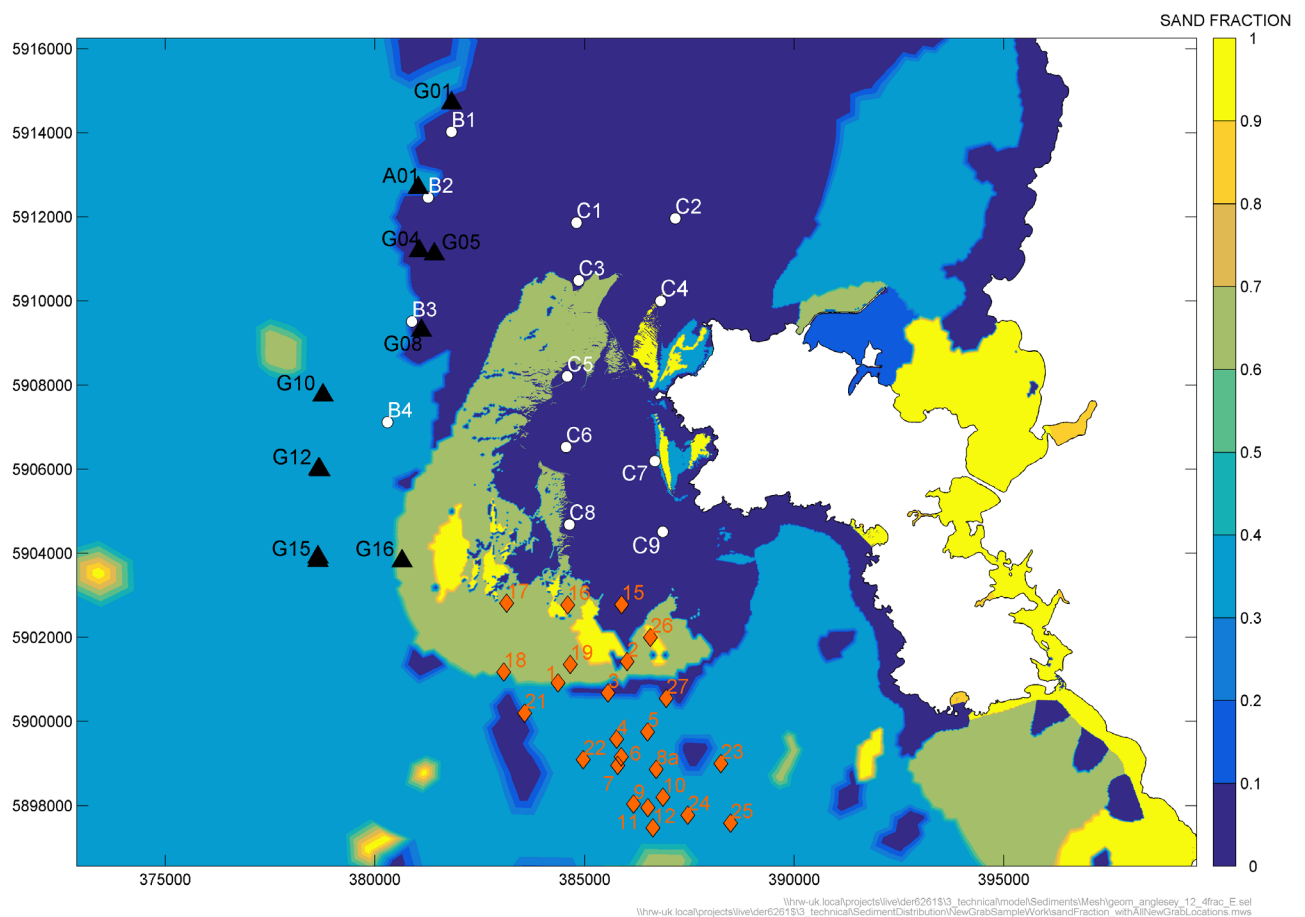 SAND FRACTION
5916000
5914000
5912000
5910000
5908000
5906000
5904000
5902000
5900000
5898000
375000
380000
385000
390000
395000
1
0.9
0.8
0.7
0.6
0.5
0.4
0.3
0.2
0.1
0
G01
B1
A01
B2
C1
C2
G04
G05
C3
C4
B3
G08
C5
G10
B4
C6
G12
C7
C8
G15
G16
C9
17
16
15
26
18
19
2
1
3
27
21
4
5
22
6
8a
23
7
9
10
24
25
11
12
\\hrw-uk.local\projects\live\der6261$\3_technical\model\Sediments\Mesh\geom_anglesey_12_4frac_E.sel
\\hrw-uk.local\projects\live\der6261$\3_technical\SedimentDistribution\NewGrabSampleWork\sandFraction_withAllNewGrabLocations.mws